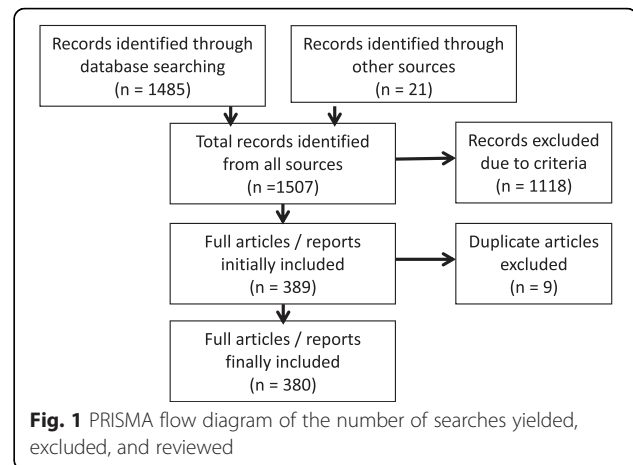 Records identified through
database searching
(n = 1485)
Records identified through
other sources
(n = 21)
Total records identified
from all sources
(n =1507)
Records excluded
due to criteria
(n = 1118)
Full articles / reports
initially included
(n = 389)
Duplicate articles
excluded
(n = 9)
Full articles / reports
finally included
(n = 380)
Fig. 1 PRISMA flow diagram of the number of searches yielded,
excluded, and reviewed